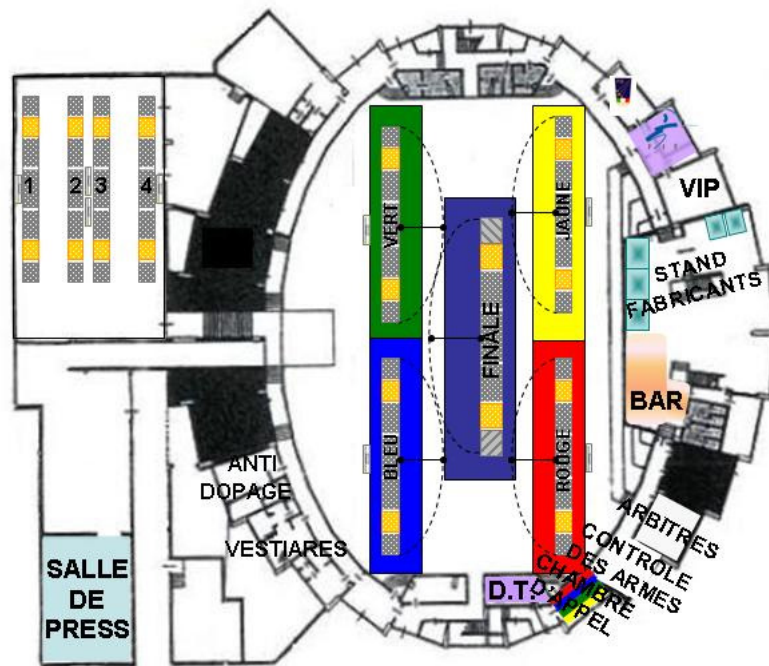 1
2
3
4
VERT
JAUNE
FINALE
BLEU
ROUGE
VIP
STAND
FABRICANTS
BAR
ANTI
DOPAGE
VESTIARES
SALLE
DE
PRESS
ARBITRES
CONTROLE
DES ARMES
CHAMBRE
D'APPEL
D.T.